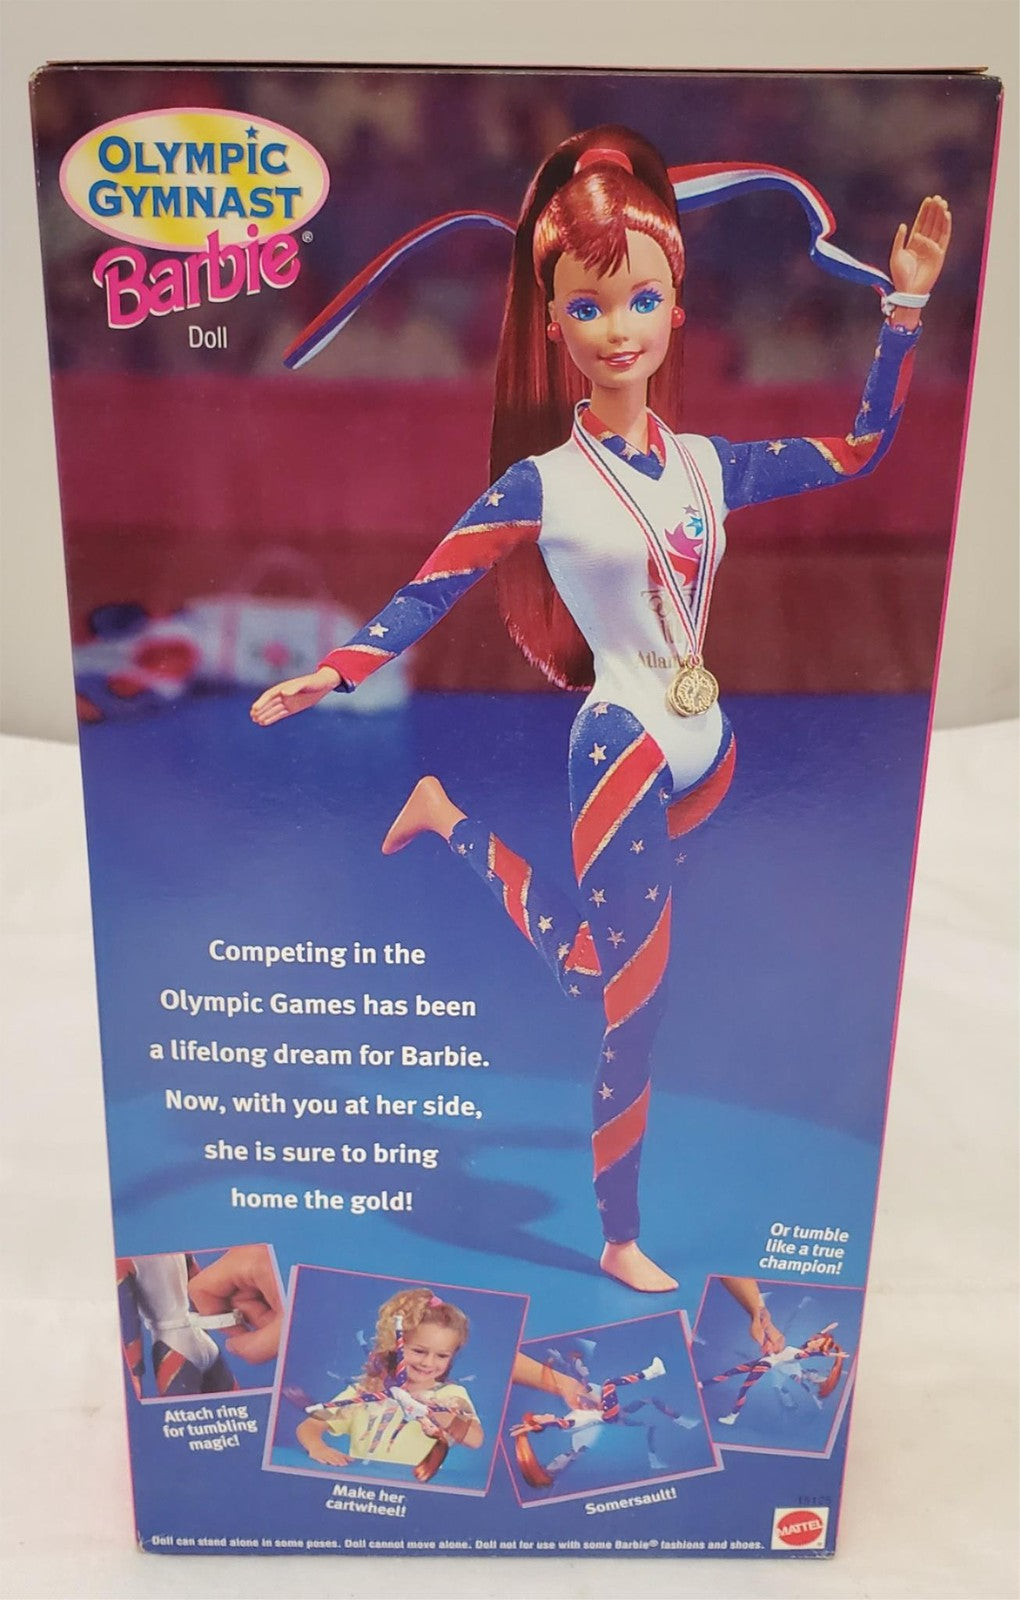 OLYMPIC
GYMNAST
Barbie®
Doll
Competing in the
Olympic Games has been
a lifelong dream for Barbie.
Now, with you at her side,
she is sure to bring
home the gold!
Or tumble
like a true
champion!
Attach ring
for tumbling
magic!
Make her
cartwheel!
Somersault!
15125
MATTEL
Doll can stand alone in some poses. Doll cannot move alone. Doll not for use with some Barbie® fashions and shoes.